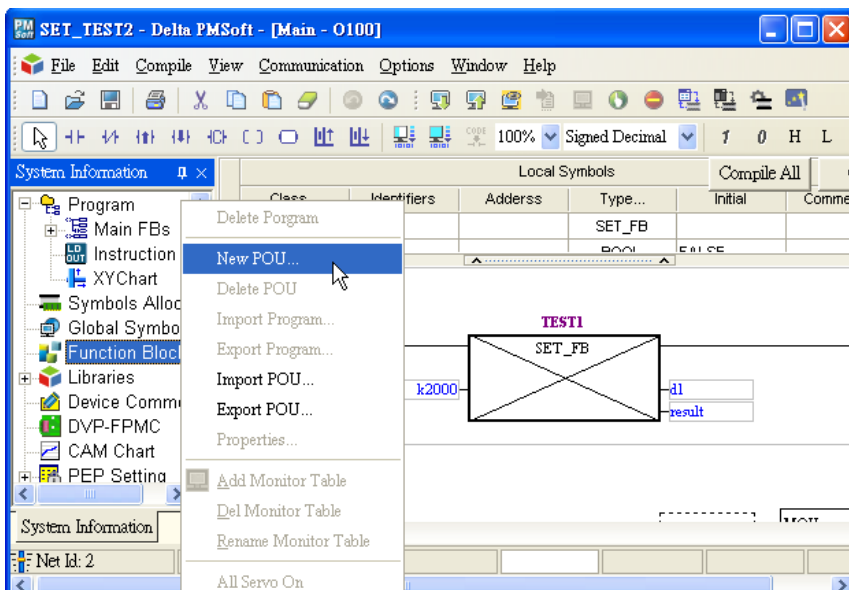 SET_TEST2 - Delta PMSoft - [Main - O100]
File Edit Compile View Communication Options Window Help
100% Signed Decimal 1 0 H L
System Information
Local Symbols
Compile All
Class Identifiers Adderss Type... Initial Comme
Program
Main FBs
Instruction
XYChart
Symbols Alloc
Global Symbo
Function Block
Libraries
Device Comme
DVP-FPMC
CAM Chart
PEP Setting
System Information
Net Id: 2
Delete Porgram
New POU...
Delete POU
Import Program...
Export Program...
Import POU...
Export POU...
Properties...
Add Monitor Table
Del Monitor Table
Rename Monitor Table
All Servo On
SET_FB
BOOL FALSE
TEST1
SET_FB
k2000
d1
result